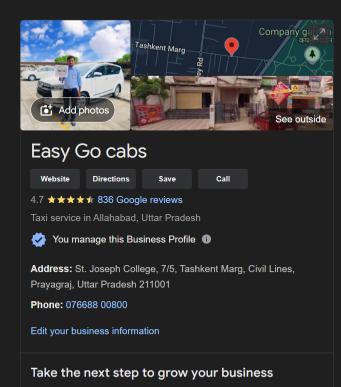 Tashkent Marg
Company ga
Add photos
See outside
Easy Go cabs
Website
Directions
Save
Call
4.7
836 Google reviews
Taxi service in Allahabad, Uttar Pradesh
You manage this Business Profile
Address: St. Joseph College, 7/5, Tashkent Marg, Civil Lines,
Prayagraj, Uttar Pradesh 211001
Phone: 076688 00800
Edit your business information
Take the next step to grow your business